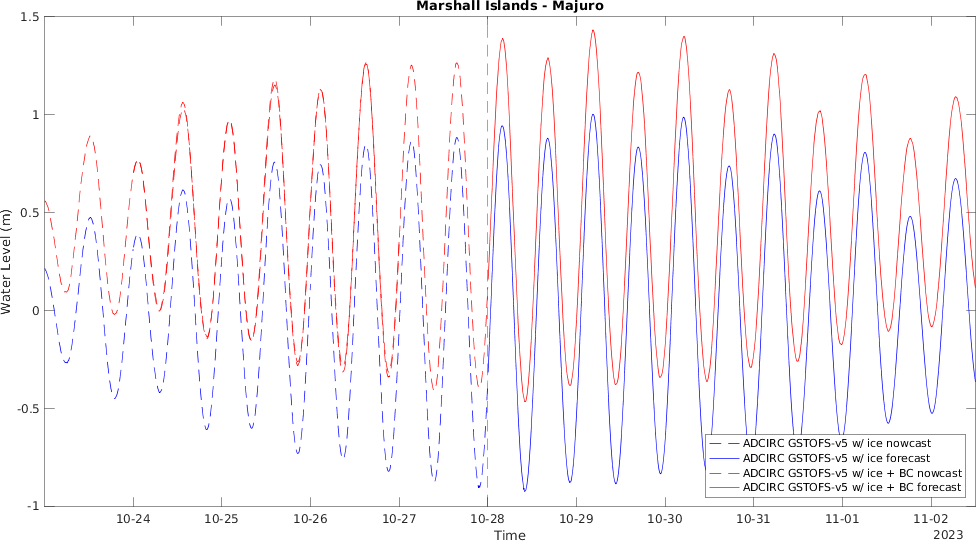 Marshall Islands - Majuro
Water Level (m)
1.5
1
0.5
0
-0.5
-1
ADCIRC GSTOFS-v5 w/ ice nowcast
ADCIRC GSTOFS-v5 w/ ice forecast
ADCIRC GSTOFS-v5 w/ ice + BC nowcast
ADCIRC GSTOFS-v5 w/ ice + BC forecast
10-24 10-25 10-26 10-27 10-28 10-29 10-30 10-31 11-01 11-02
Time
2023